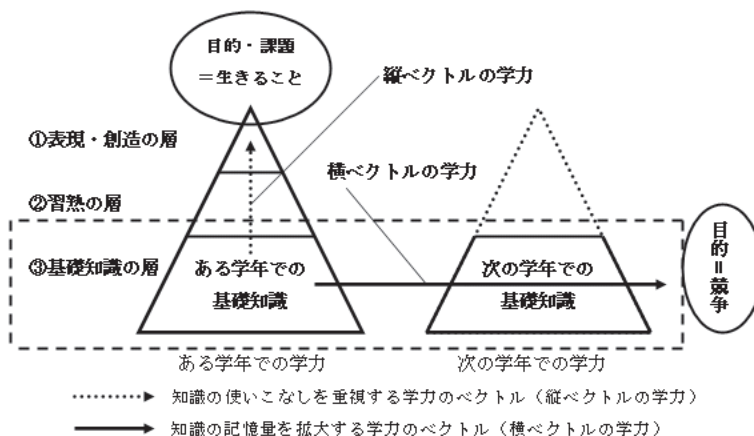 目的・課題
＝生きること
縦ベクトルの学力
①表現・創造の層
横ベクトルの学力
②習熟の層
③基礎知識の層
ある学年での
基礎知識
次の学年での
基礎知識
目的＝競争
ある学年での学力
次の学年での学力
知識の使いこなしを重視する学力のベクトル（縦ベクトルの学力）
知識の記憶量を拡大する学力のベクトル（横ベクトルの学力）